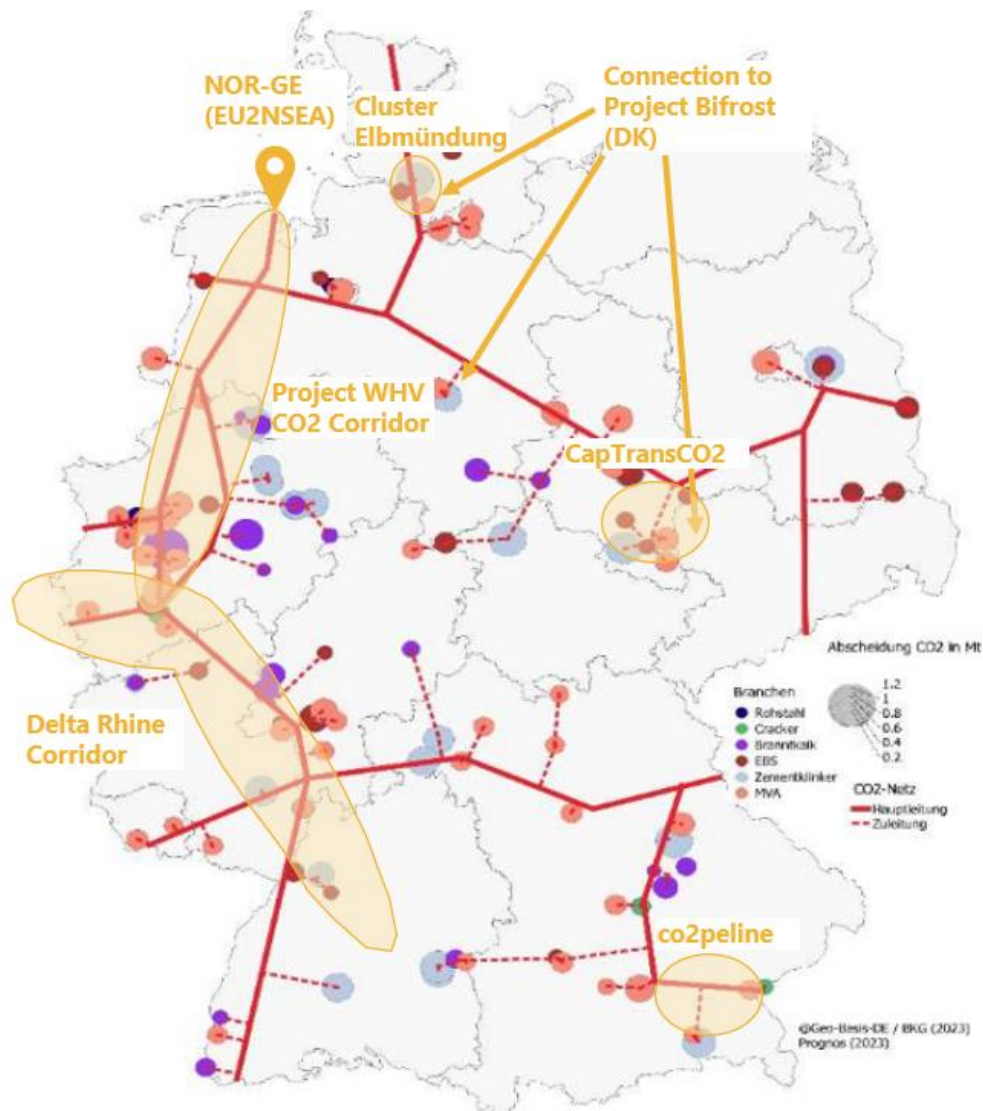 NOR-GE
(EU2NSEA)
Cluster
Elbmündung
Connection to
Project Bifrost
(DK)
Project WHV
CO2 Corridor
CapTransCO2
Delta Rhine
Corridor
co2peline
Abscheidung CO2 in Mt
1.2
1
0.8
0.6
0.4
0.2
Branchen
Rohstahl
Cracker
Branntkalk
EBS
Zementklinker
MVA
CO2-Netz
Hauptleitung
Zuleitung
@Geo-Basis-DE / BKG (2023)
Prognos (2023)